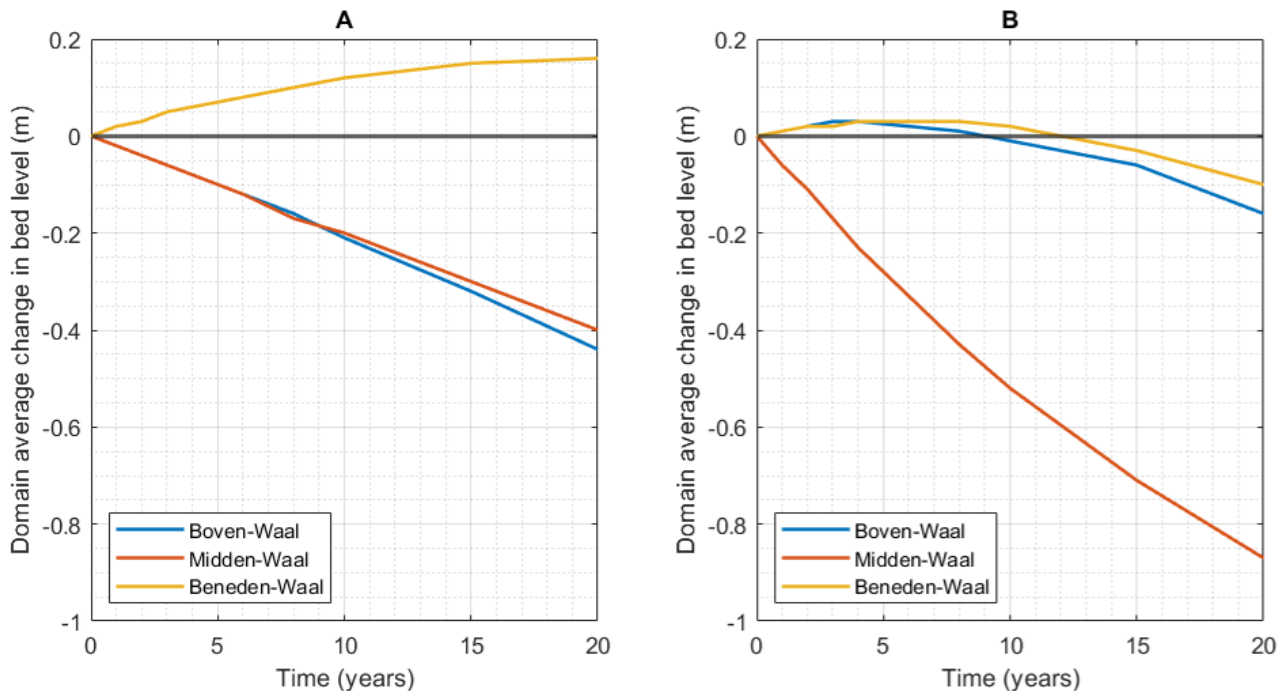 A
Domain average change in bed level (m)
0.2
0
-0.2
-0.4
-0.6
-0.8
-1
Boven-Waal
Midden-Waal
Beneden-Waal
0 5 10 15 20
Time (years)
B
Domain average change in bed level (m)
0.2
0
-0.2
-0.4
-0.6
-0.8
-1
Boven-Waal
Midden-Waal
Beneden-Waal
0 5 10 15 20
Time (years)